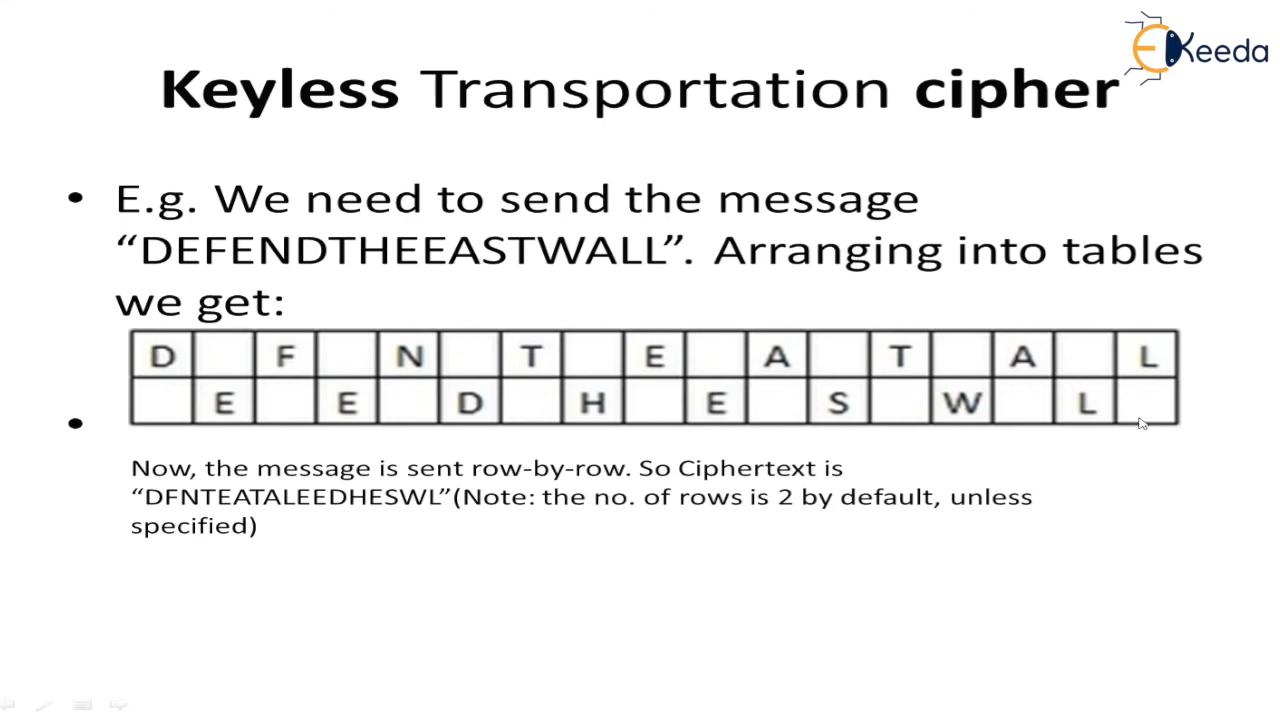 EKeeda
Keyless Transportation cipher
• E.g. We need to send the message
“DEFENDTHEEASTWALL”. Arranging into tables
we get:
D F N T E A T A L
E E D H E S W L
•
Now, the message is sent row-by-row. So Ciphertext is
“DFNTEATALEEDHESWL”(Note: the no. of rows is 2 by default, unless
specified)